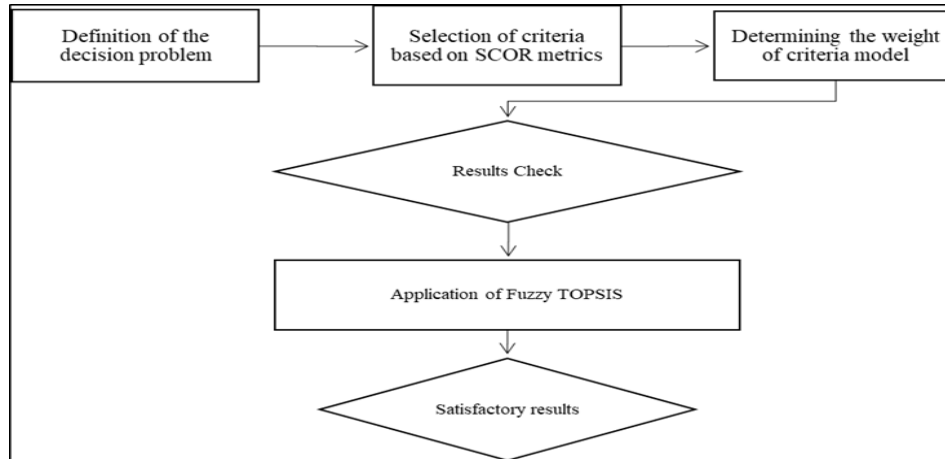 Definition of the
decision problem
Selection of criteria
based on SCOR metrics
Determining the weight
of criteria model
Results Check
Application of Fuzzy TOPSIS
Satisfactory results